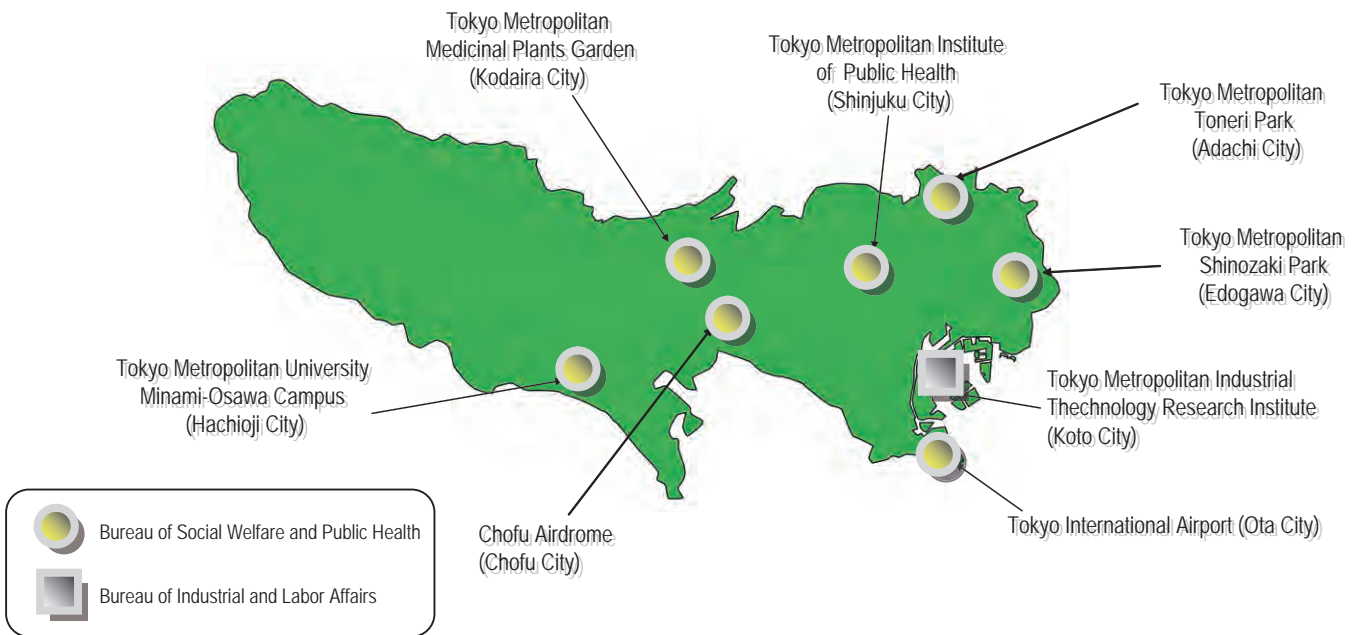 Tokyo Metropolitan
Medicinal Plants Garden
(Kodaira City)
Tokyo Metropolitan Institute
of Public Health
(Shinjuku City)
Tokyo Metropolitan
Toneri Park
(Adachi City)
Tokyo Metropolitan
Shinozaki Park
(Edogawa City)
Tokyo Metropolitan University
Minami-Osawa Campus
(Hachioji City)
Tokyo Metropolitan Industrial
Thechnology Research Institute
(Koto City)
Chofu Airdrome
(Chofu City)
Tokyo International Airport (Ota City)
Bureau of Social Welfare and Public Health
Bureau of Industrial and Labor Affairs